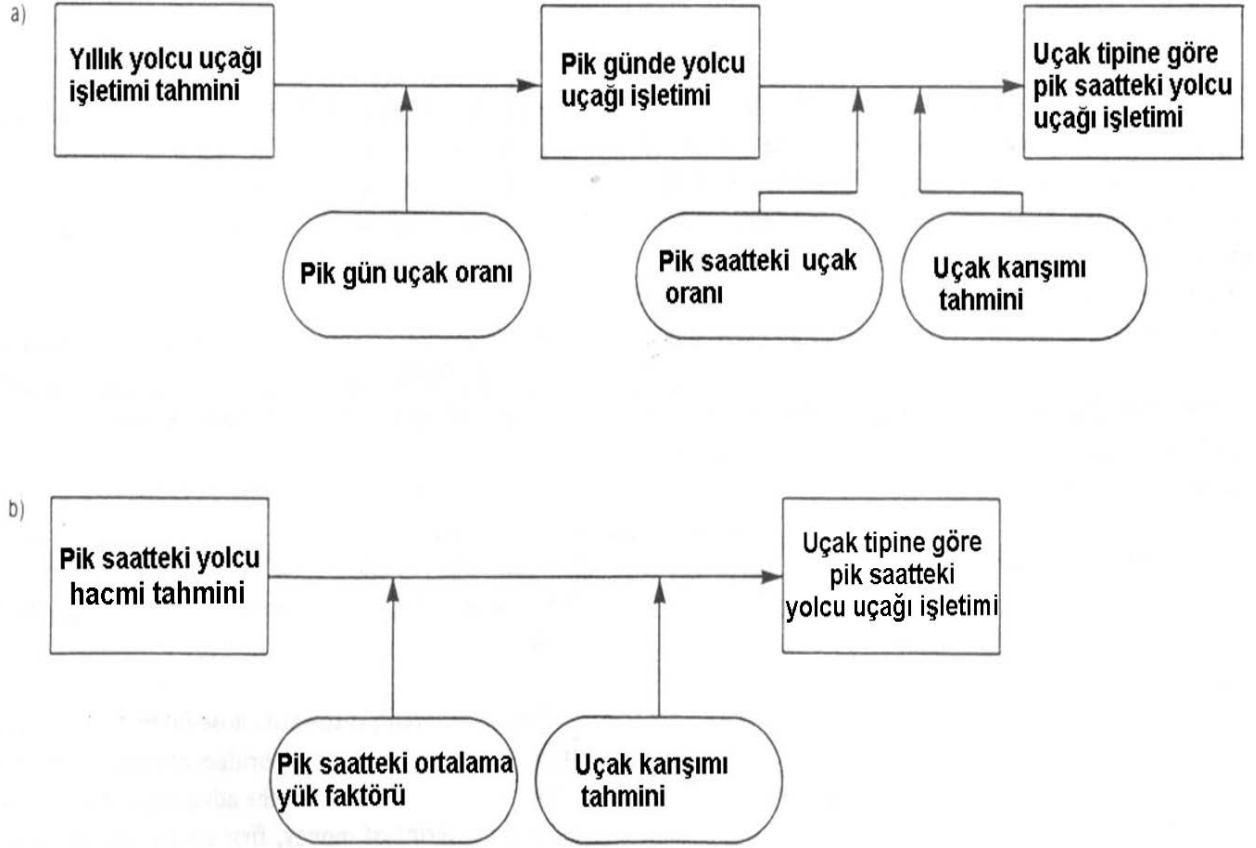 a)
Yıllık yolcu uçağı
işletimi tahmini
Pik günde yolcu
uçağı işletimi
Uçak tipine göre
pik saatteki yolcu
uçağı işletimi
Pik gün uçak oranı
Pik saatteki uçak
oranı
Uçak karışımı
tahmini
b)
Pik saatteki yolcu
hacmi tahmini
Uçak tipine göre
pik saatteki
yolcu uçağı işletimi
Pik saatteki ortalama
yük faktörü
Uçak karışımı
tahmini